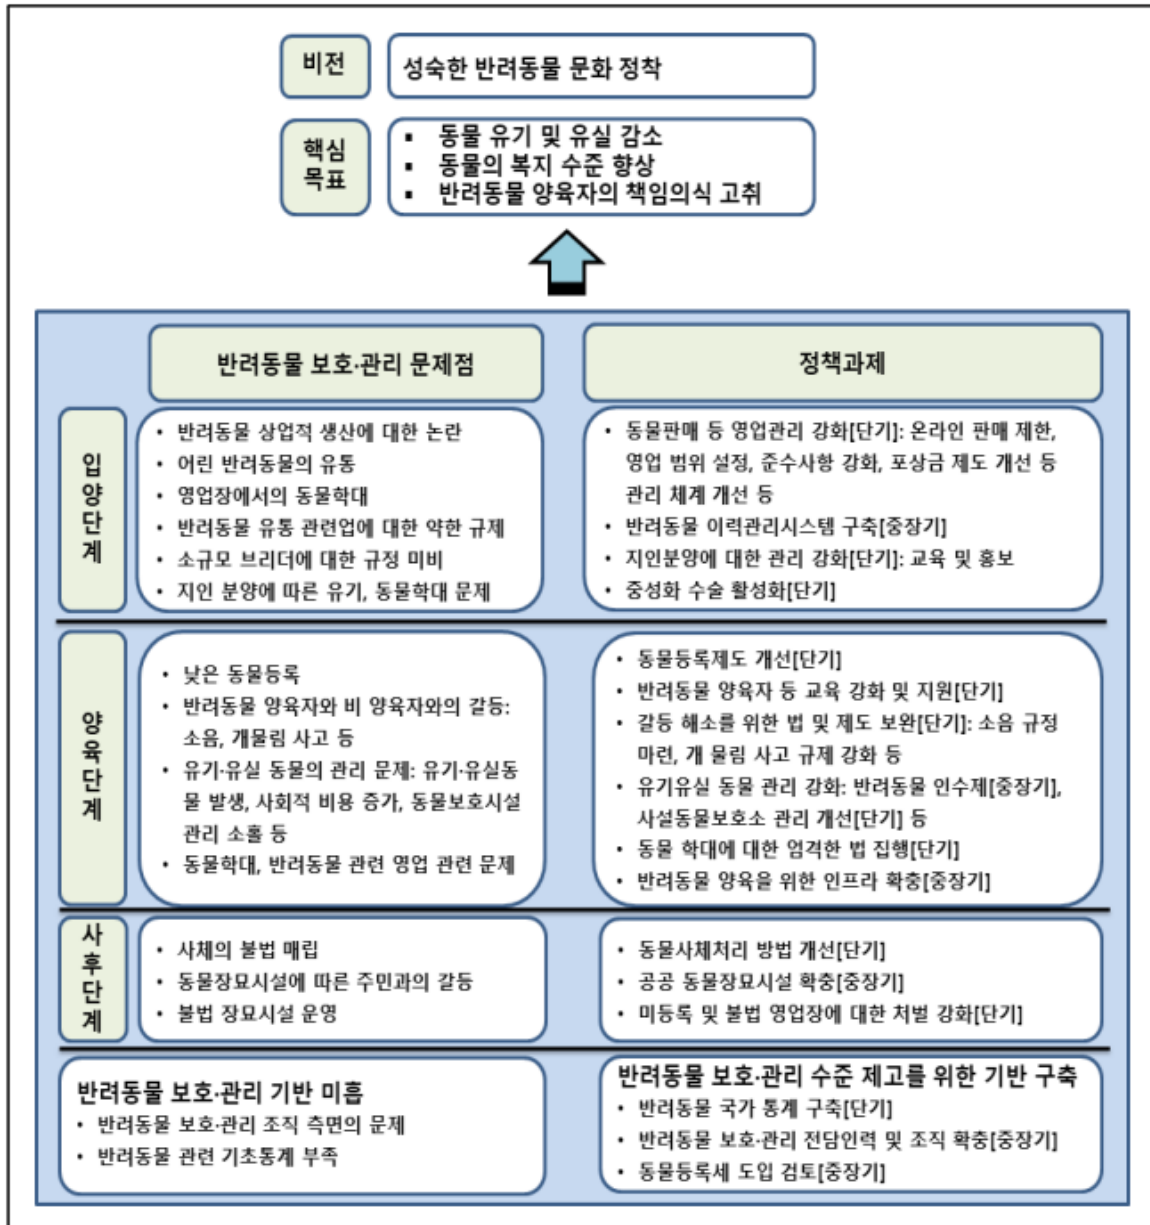 비전
성숙한 반려동물 문화 정착
핵심
목표
▪ 동물 유기 및 유실 감소
▪ 동물의 복지 수준 향상
▪ 반려동물 양육자의 책임의식 고취
반려동물 보호·관리 문제점
정책과제
입양단계
• 반려동물 상업적 생산에 대한 논란
• 어린 반려동물의 유통
• 영업장에서의 동물학대
• 반려동물 유통 관련업에 대한 약한 규제
• 소규모 브리더에 대한 규정 미비
• 지인 분양에 따른 유기, 동물학대 문제
• 동물판매 등 영업관리 강화[단기]: 온라인 판매 제한,
영업 범위 설정, 준수사항 강화, 포상금 제도 개선 등
관리 체계 개선 등
• 반려동물 이력관리시스템 구축[중장기]
• 지인분양에 대한 관리 강화[단기]: 교육 및 홍보
• 중성화 수술 활성화[단기]
양육단계
• 낮은 동물등록
• 반려동물 양육자와 비 양육자와의 갈등:
소음, 개물림 사고 등
• 유기·유실 동물의 관리 문제: 유기·유실동
물 발생, 사회적 비용 증가, 동물보호시설
관리 소홀 등
• 동물학대, 반려동물 관련 영업 관련 문제
• 동물등록제도 개선[단기]
• 반려동물 양육자 등 교육 강화 및 지원[단기]
• 갈등 해소를 위한 법 및 제도 보완[단기]: 소음 규정
마련, 개 물림 사고 규제 강화 등
• 유기유실 동물 관리 강화: 반려동물 인수제[중장기],
사설동물보호소 관리 개선[단기] 등
• 동물 학대에 대한 엄격한 법 집행[단기]
• 반려동물 양육을 위한 인프라 확충[중장기]
사후단계
• 사체의 불법 매립
• 동물장묘시설에 따른 주민과의 갈등
• 불법 장묘시설 운영
• 동물사체처리 방법 개선[단기]
• 공공 동물장묘시설 확충[중장기]
• 미등록 및 불법 영업장에 대한 처벌 강화[단기]
반려동물 보호·관리 기반 미흡
• 반려동물 보호·관리 조직 측면의 문제
• 반려동물 관련 기초통계 부족
반려동물 보호·관리 수준 제고를 위한 기반 구축
• 반려동물 국가 통계 구축[단기]
• 반려동물 보호·관리 전담인력 및 조직 확충[중장기]
• 동물등록세 도입 검토[중장기]